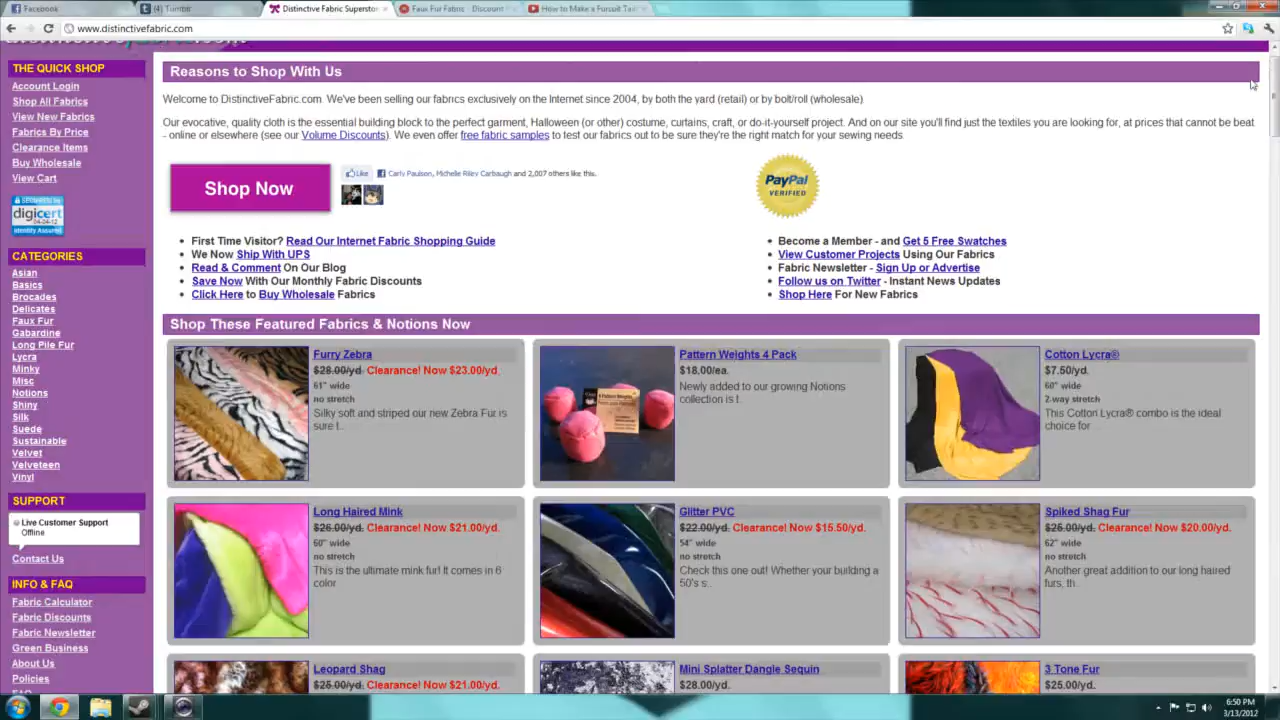 Facebook
Tumblr
Distinctive Fabric Supersto
Faux Fur Fabric - Discount F
How to Make a Fursuit Tail
www.distinctivefabric.com
THE QUICK SHOP
Account Login
Shop All Fabrics
View New Fabrics
Fabrics By Price
Clearance Items
Buy Wholesale
View Cart
SECURED BY
digicert
04-04-12
Identity Assured
CATEGORIES
Asian
Basics
Brocades
Delicates
Faux Fur
Gabardine
Long Pile Fur
Lycra
Minky
Misc
Notions
Shiny
Silk
Suede
Sustainable
Velvet
Velveteen
Vinyl
SUPPORT
Live Customer Support
Offline
Contact Us
INFO & FAQ
Fabric Calculator
Fabric Discounts
Fabric Newsletter
Green Business
About Us
Policies
FAQ
Reasons to Shop With Us
Welcome to DistinctiveFabric.com. We've been selling our fabrics exclusively on the Internet since 2004, by both the yard (retail) or by bolt/roll (wholesale).
Our evocative, quality cloth is the essential building block to the perfect garment, Halloween (or other) costume, curtains, craft, or do-it-yourself project. And on our site you'll find just the textiles you are looking for, at prices that cannot be beat
- online or elsewhere (see our Volume Discounts). We even offer free fabric samples to test our fabrics out to be sure they're the right match for your sewing needs.
Shop Now
Like
Carly Paulson, Michelle Riley Carbaugh and 2,007 others like this.
PayPal
VERIFIED
First Time Visitor? Read Our Internet Fabric Shopping Guide
We Now Ship With UPS
Read & Comment On Our Blog
Save Now With Our Monthly Fabric Discounts
Click Here to Buy Wholesale Fabrics
Become a Member - and Get 5 Free Swatches
View Customer Projects Using Our Fabrics
Fabric Newsletter - Sign Up or Advertise
Follow us on Twitter - Instant News Updates
Shop Here For New Fabrics
Shop These Featured Fabrics & Notions Now
Furry Zebra
$28.00/yd. Clearance! Now $23.00/yd.
61" wide
no stretch
Silky soft and striped our new Zebra Fur is
sure t..
Pattern Weights 4 Pack
$18.00/ea.
Newly added to our growing Notions
collection is t..
Cotton Lycra®
$7.50/yd.
60" wide
2-way stretch
This Cotton Lycra® combo is the ideal
choice for ..
Long Haired Mink
$26.00/yd. Clearance! Now $21.00/yd.
60" wide
no stretch
This is the ultimate mink fur! It comes in 6
color
Glitter PVC
$22.00/yd. Clearance! Now $15.50/yd.
54" wide
no stretch
Check this one out! Whether your building a
50's s..
Spiked Shag Fur
$25.00/yd. Clearance! Now $20.00/yd.
62" wide
no stretch
Another great addition to our long haired
furs, th..
Leopard Shag
$25.00/yd. Clearance! Now $21.00/yd.
Mini Splatter Dangle Sequin
$28.00/yd.
3 Tone Fur
$25.00/yd.
6:50 PM
3/13/2012